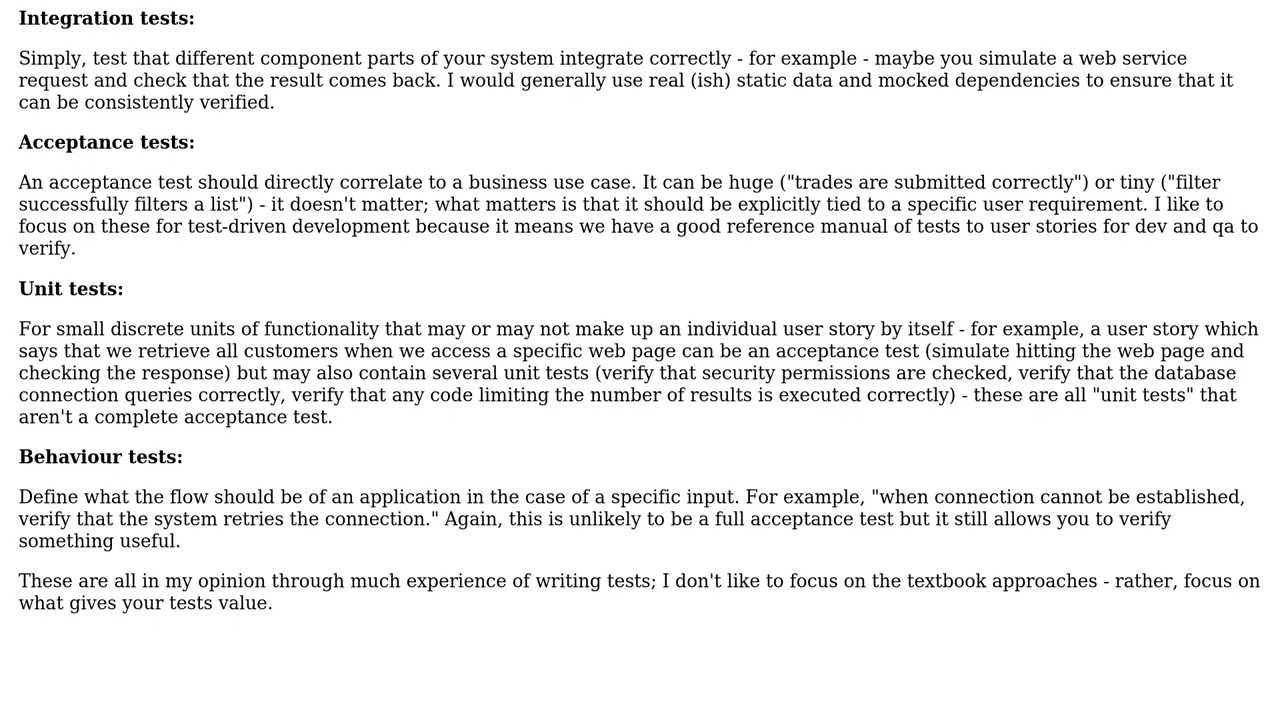 Integration tests:
Simply, test that different component parts of your system integrate correctly - for example - maybe you simulate a web service
request and check that the result comes back. I would generally use real (ish) static data and mocked dependencies to ensure that it
can be consistently verified.
Acceptance tests:
An acceptance test should directly correlate to a business use case. It can be huge ("trades are submitted correctly") or tiny ("filter
successfully filters a list") - it doesn't matter; what matters is that it should be explicitly tied to a specific user requirement. I like to
focus on these for test-driven development because it means we have a good reference manual of tests to user stories for dev and qa to
verify.
Unit tests:
For small discrete units of functionality that may or may not make up an individual user story by itself - for example, a user story which
says that we retrieve all customers when we access a specific web page can be an acceptance test (simulate hitting the web page and
checking the response) but may also contain several unit tests (verify that security permissions are checked, verify that the database
connection queries correctly, verify that any code limiting the number of results is executed correctly) - these are all "unit tests" that
aren't a complete acceptance test.
Behaviour tests:
Define what the flow should be of an application in the case of a specific input. For example, "when connection cannot be established,
verify that the system retries the connection." Again, this is unlikely to be a full acceptance test but it still allows you to verify
something useful.
These are all in my opinion through much experience of writing tests; I don't like to focus on the textbook approaches - rather, focus on
what gives your tests value.